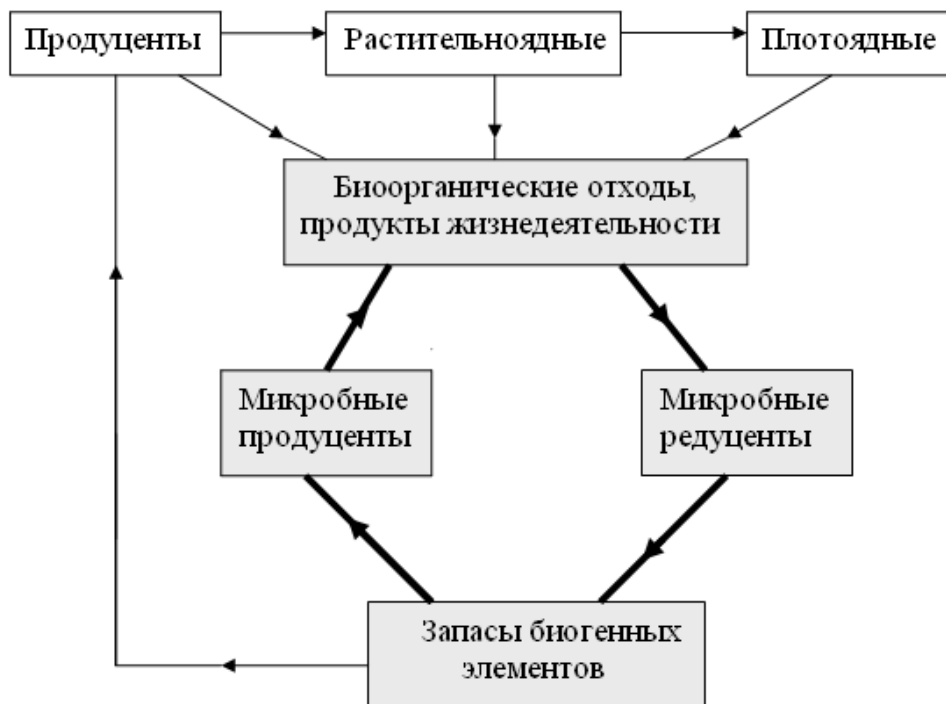 Продуценты
Растительноядные
Плотоядные
Биоорганические отходы,
продукты жизнедеятельности
Микробные
продуценты
Микробные
редуценты
Запасы биогенных
элементов